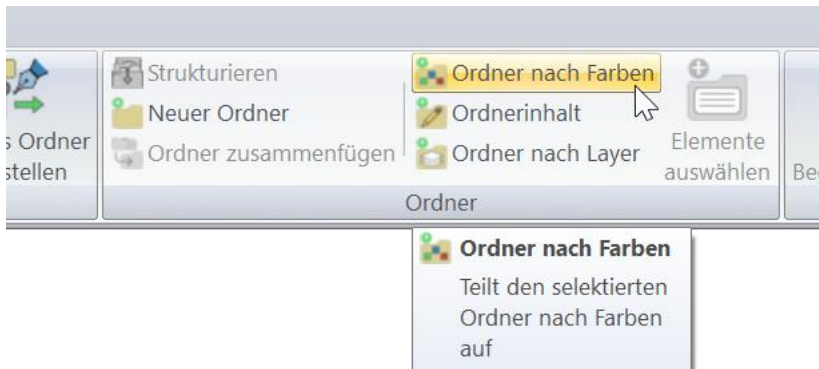 Strukturieren
Neuer Ordner
Ordner zusammenfügen
Ordner nach Farben
Ordnerinhalt
Ordner nach Layer
Elemente
auswählen
Ordner
stellen
Ordner
Ordner nach Farben
Teilt den selektierten
Ordner nach Farben
auf